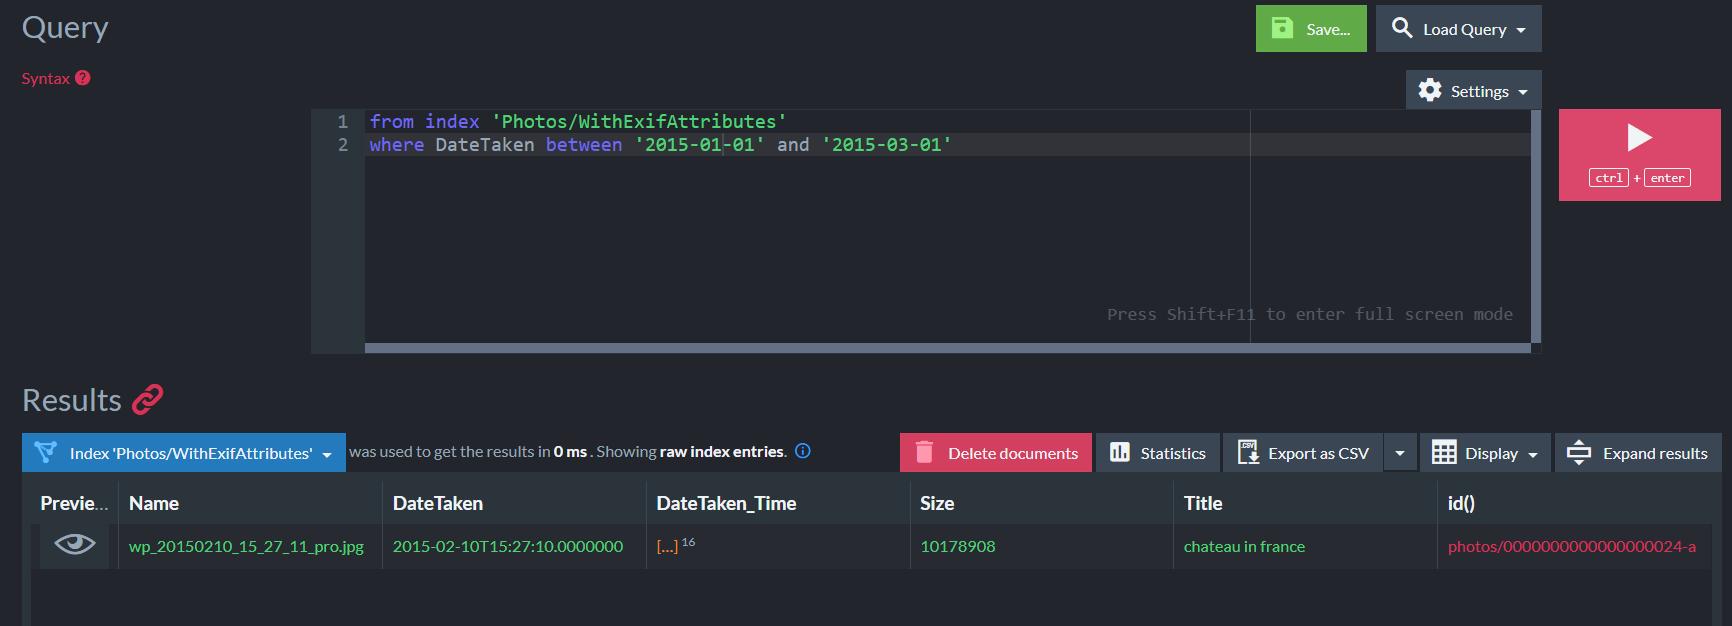 Query
Save...
Load Query
Syntax
Settings
1 from index 'Photos/WithExifAttributes'
2 where DateTaken between '2015-01-01' and '2015-03-01'
ctrl + enter
Press Shift+F11 to enter full screen mode
Results
Index 'Photos/WithExifAttributes' was used to get the results in 0 ms . Showing raw index entries.
Delete documents
Statistics
CSV Export as CSV
Display
Expand results
Previe... Name DateTaken DateTaken_Time Size Title id()
wp_20150210_15_27_11_pro.jpg 2015-02-10T15:27:10.0000000 [...] 16 10178908 chateau in france photos/0000000000000000024-a